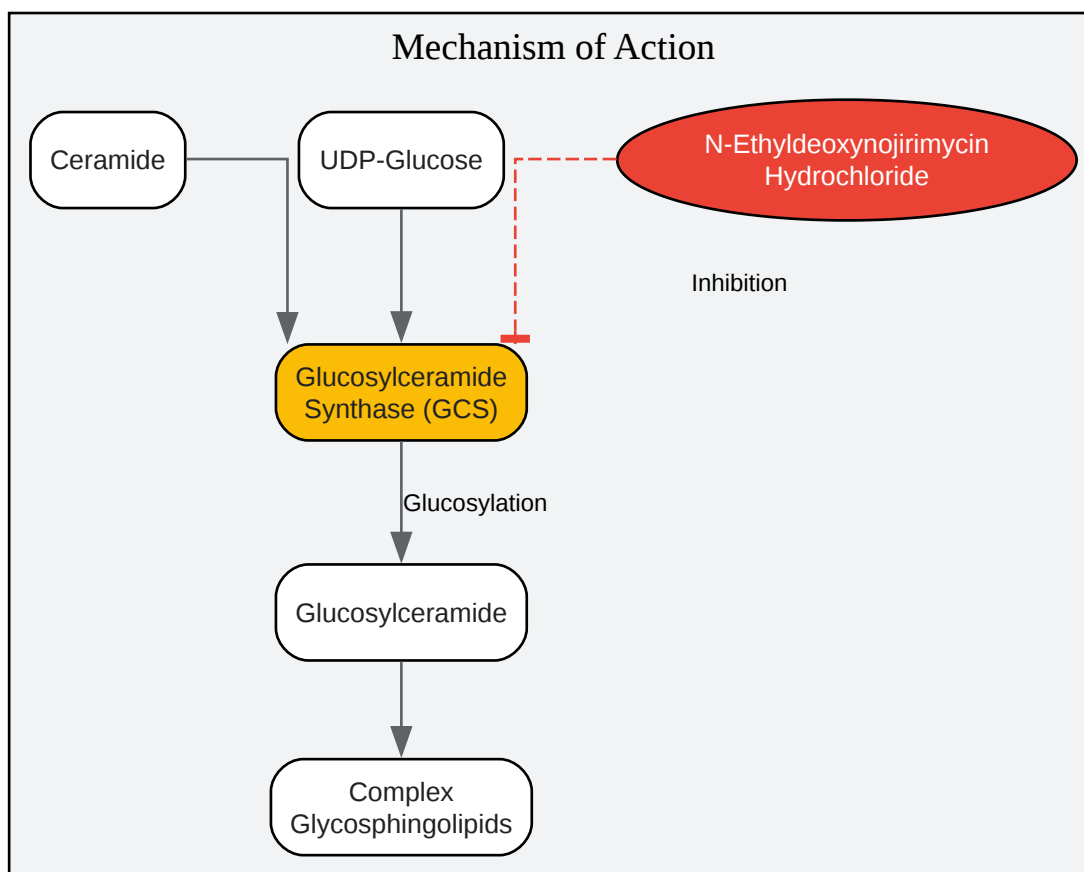 Mechanism of Action
Ceramide
UDP-Glucose
N-Ethyldeoxynojirimycin
Hydrochloride
Inhibition
Glucosylceramide
Synthase (GCS)
Glucosylation
Glucosylceramide
Complex
Glycosphingolipids